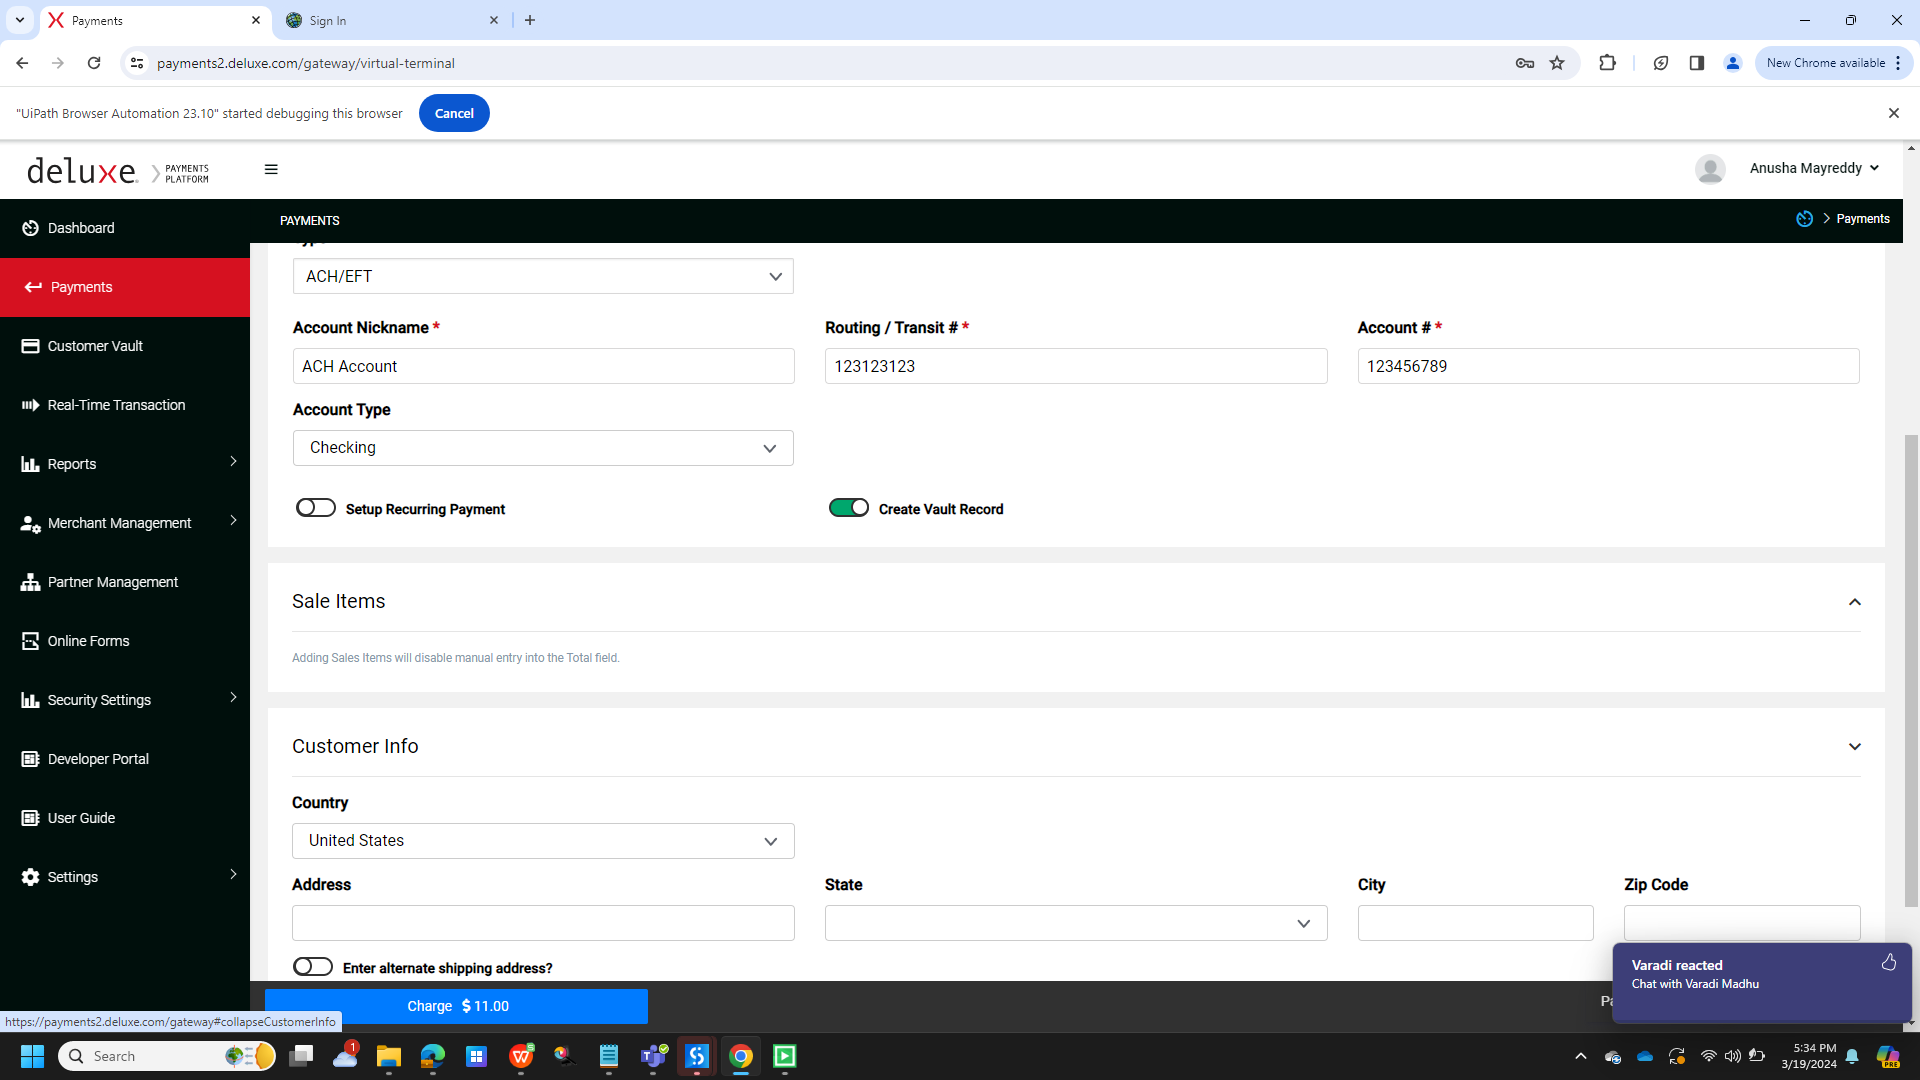 Payments
Sign In
payments2.deluxe.com/gateway/virtual-terminal
New Chrome available
"UiPath Browser Automation 23.10" started debugging this browser
Cancel
deluxe. PAYMENTS PLATFORM
Anusha Mayreddy
Dashboard
PAYMENTS
Payments
Payments
ACH/EFT
Account Nickname *
Routing / Transit # *
Account # *
ACH Account
123123123
123456789
Customer Vault
Real-Time Transaction
Account Type
Checking
Reports
Setup Recurring Payment
Create Vault Record
Merchant Management
Partner Management
Sale Items
Online Forms
Adding Sales Items will disable manual entry into the Total field.
Security Settings
Customer Info
Developer Portal
Country
User Guide
United States
Settings
Address
State
City
Zip Code
Enter alternate shipping address?
Varadi reacted
Chat with Varadi Madhu
Charge $ 11.00
https://payments2.deluxe.com/gateway#collapseCustomerInfo
Search
1
5:34 PM
3/19/2024
PRE